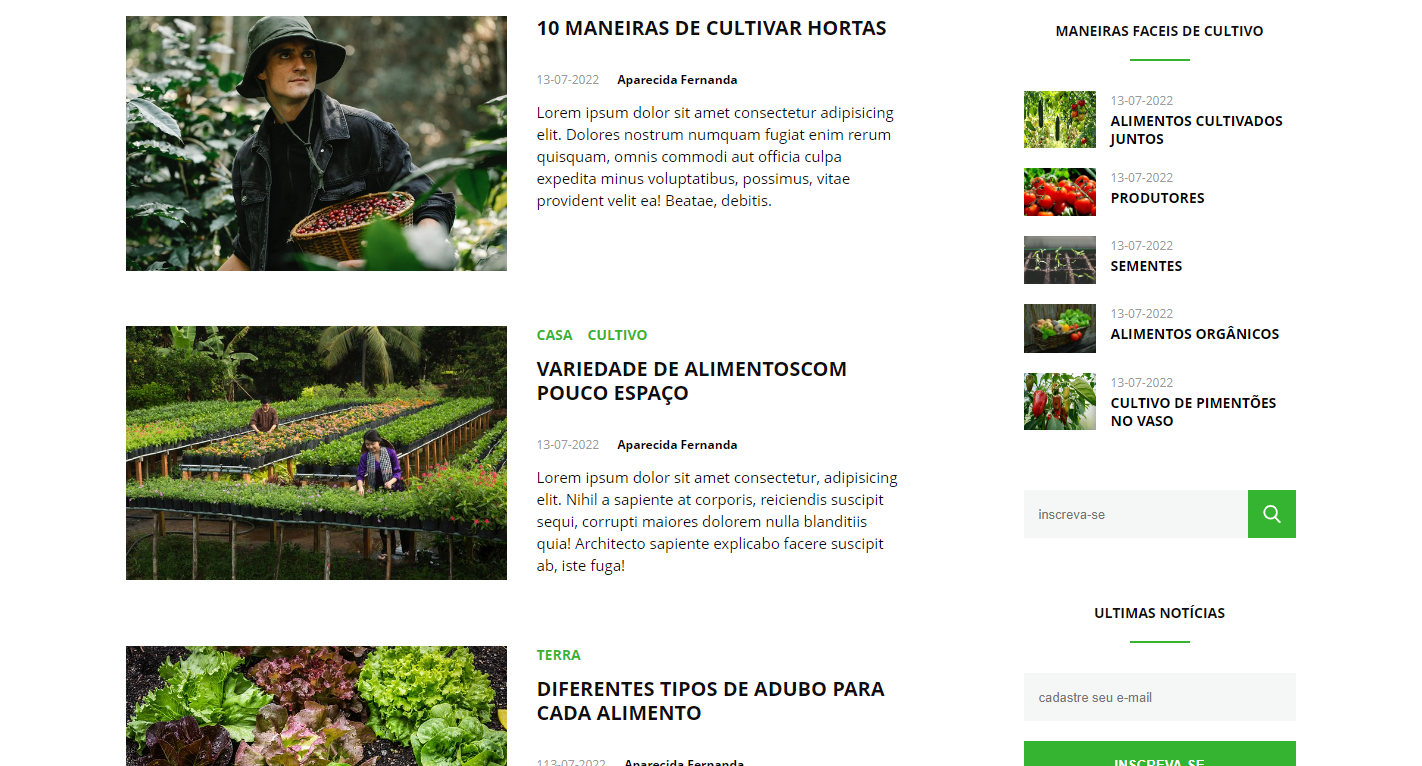 10 MANEIRAS DE CULTIVAR HORTAS
13-07-2022 Aparecida Fernanda
Lorem ipsum dolor sit amet consectetur adipisicing
elit. Dolores nostrum numquam fugiat enim rerum
quisquam, omnis commodi aut officia culpa
expedita minus voluptatibus, possimus, vitae
provident velit ea! Beatae, debitis.
CASA CULTIVO
VARIEDADE DE ALIMENTOSCOM
POUCO ESPAÇO
13-07-2022 Aparecida Fernanda
Lorem ipsum dolor sit amet consectetur, adipisicing
elit. Nihil a sapiente at corporis, reiciendis suscipit
sequi, corrupti maiores dolorem nulla blanditiis
quia! Architecto sapiente explicabo facere suscipit
ab, iste fuga!
TERRA
DIFERENTES TIPOS DE ADUBO PARA
CADA ALIMENTO
113-07-2022 Aparecida Fernanda
MANEIRAS FACEIS DE CULTIVO
13-07-2022
ALIMENTOS CULTIVADOS
JUNTOS
13-07-2022
PRODUTORES
13-07-2022
SEMENTES
13-07-2022
ALIMENTOS ORGÂNICOS
13-07-2022
CULTIVO DE PIMENTÕES
NO VASO
inscreva-se
ULTIMAS NOTÍCIAS
cadastre seu e-mail
INSCREVA-SE